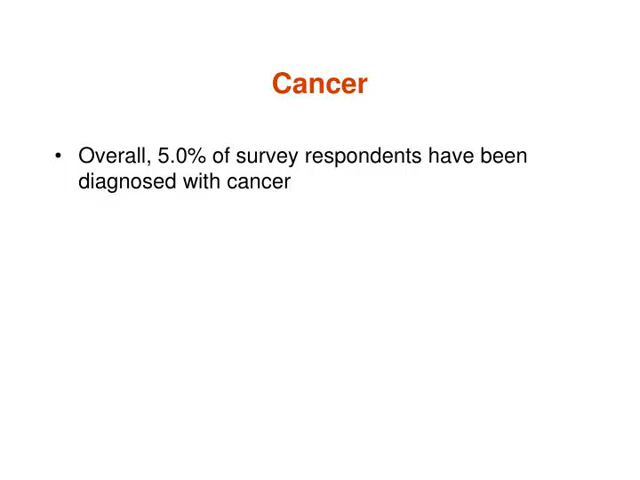 Cancer
• Overall, 5.0% of survey respondents have been
diagnosed with cancer